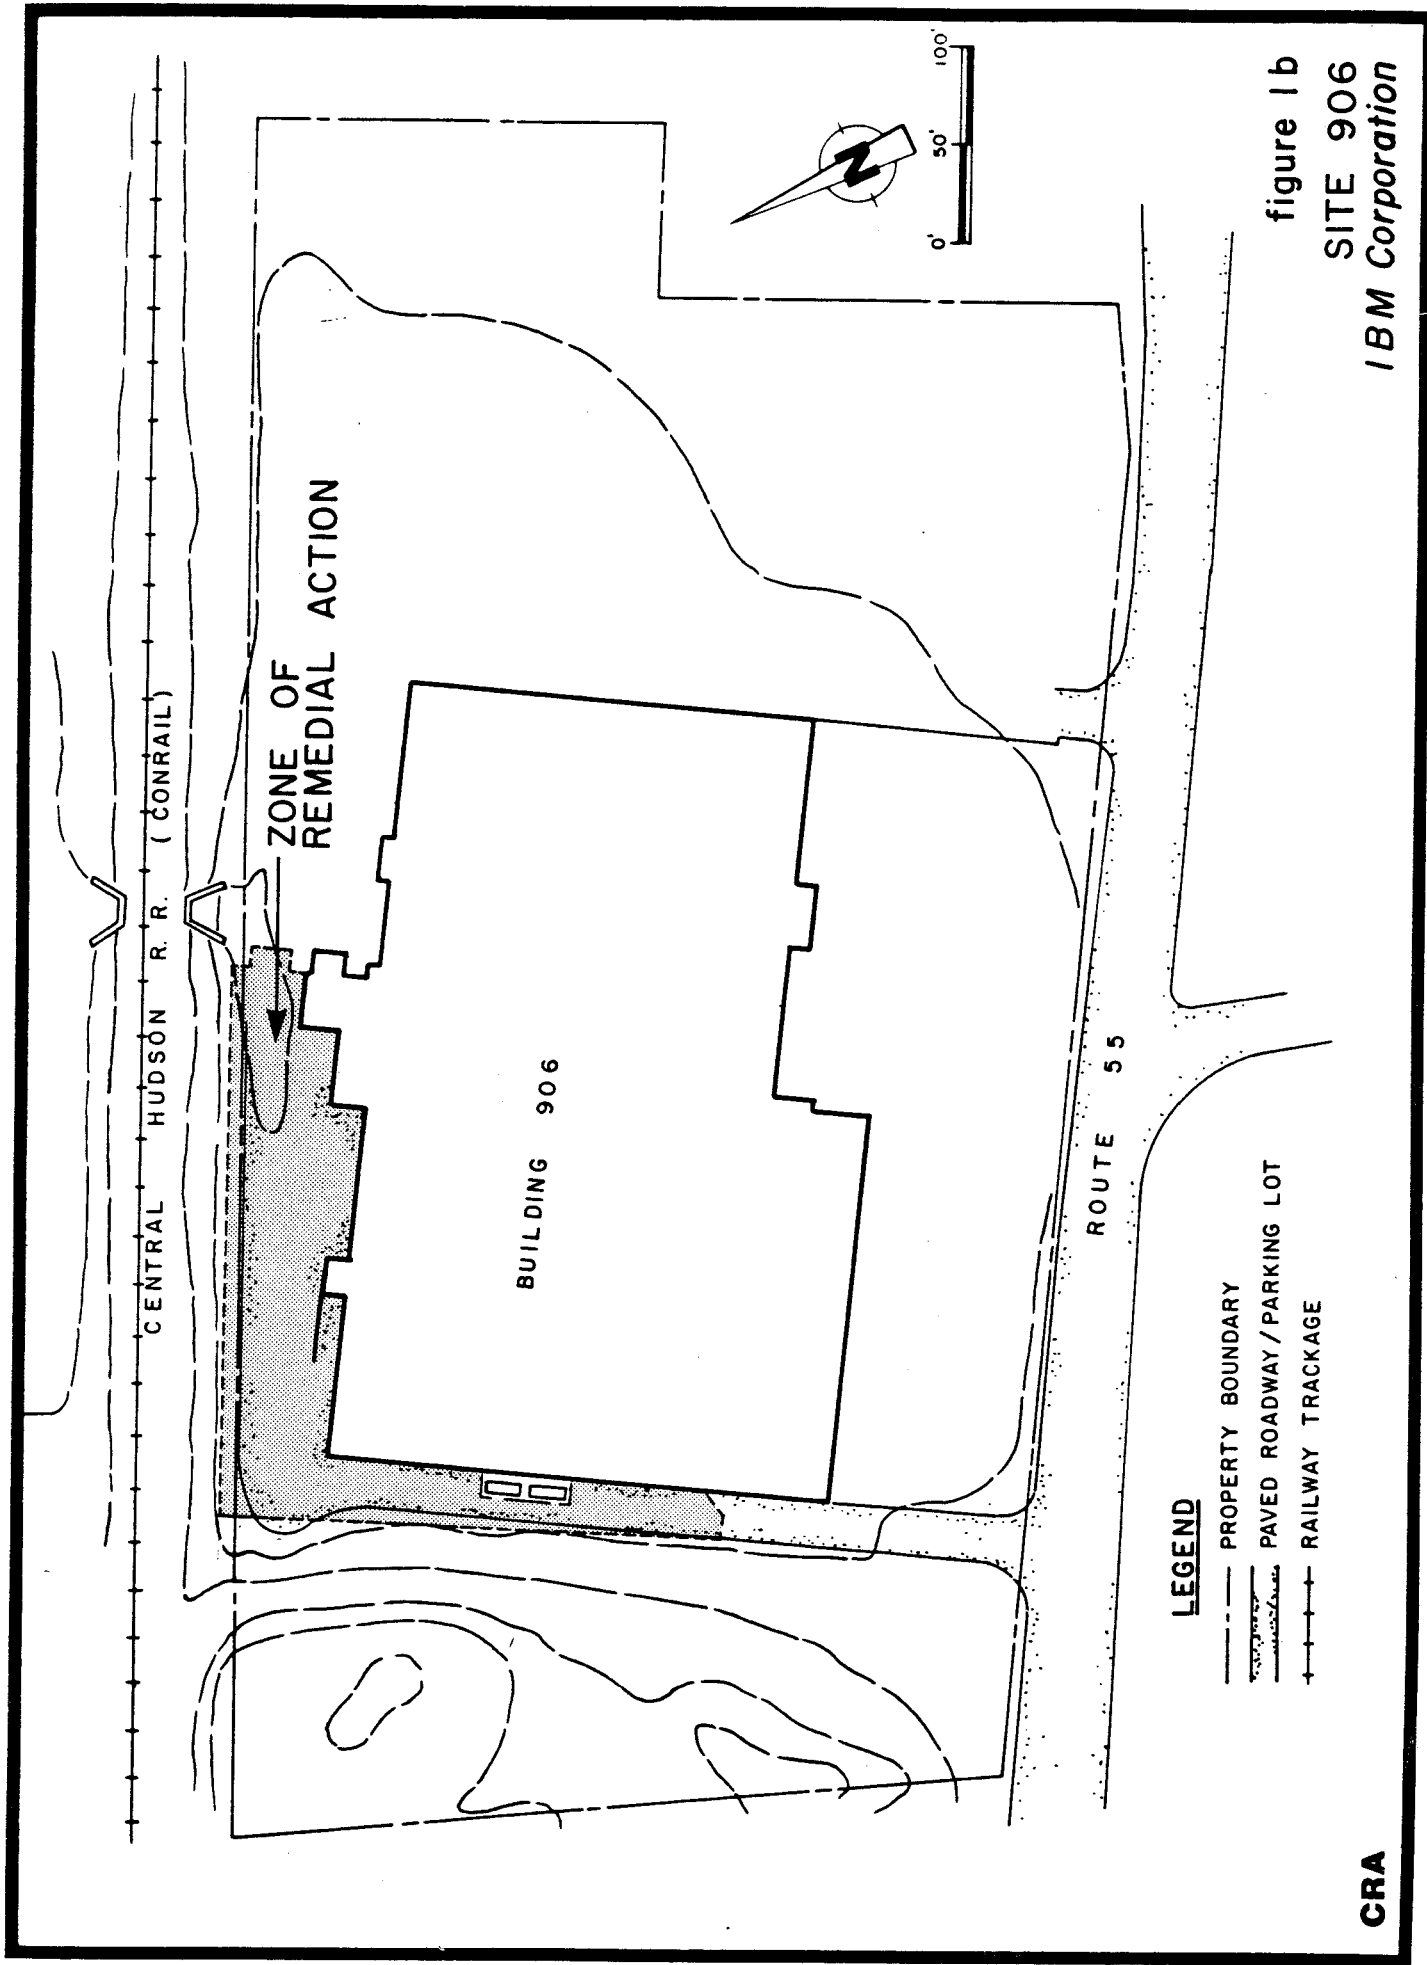 CENTRAL HUDSON R. R. (CONRAIL)
ZONE OF
REMEDIAL ACTION
BUILDING 906
ROUTE 55
N
0' 50' 100'
LEGEND
PROPERTY BOUNDARY
PAVED ROADWAY/PARKING LOT
RAILWAY TRACKAGE
CRA
figure 1b
SITE 906
IBM Corporation